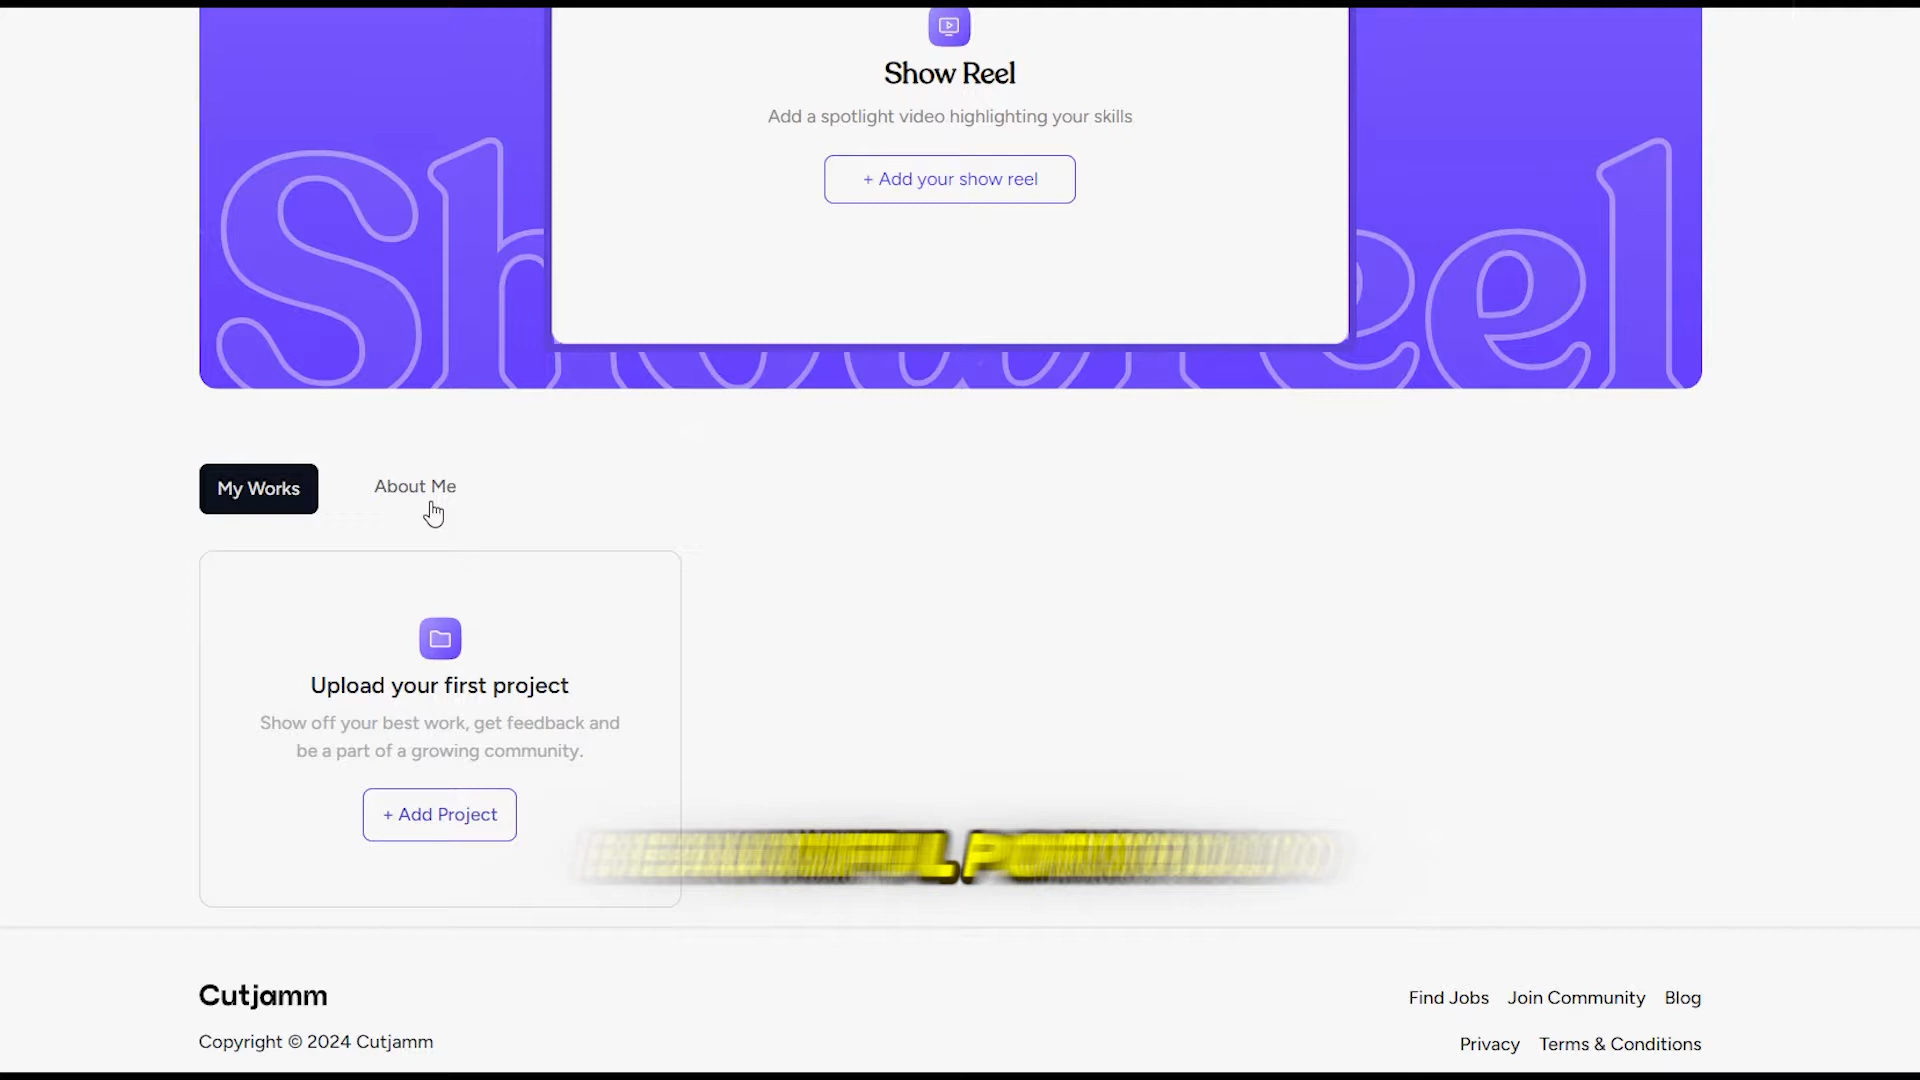 Show Reel
Add a spotlight video highlighting your skills
+ Add your show reel
My Works
About Me
Upload your first project
Show off your best work, get feedback and
be a part of a growing community.
+ Add Project
Cutjamm
Find Jobs
Join Community
Blog
Copyright © 2024 Cutjamm
Privacy
Terms & Conditions